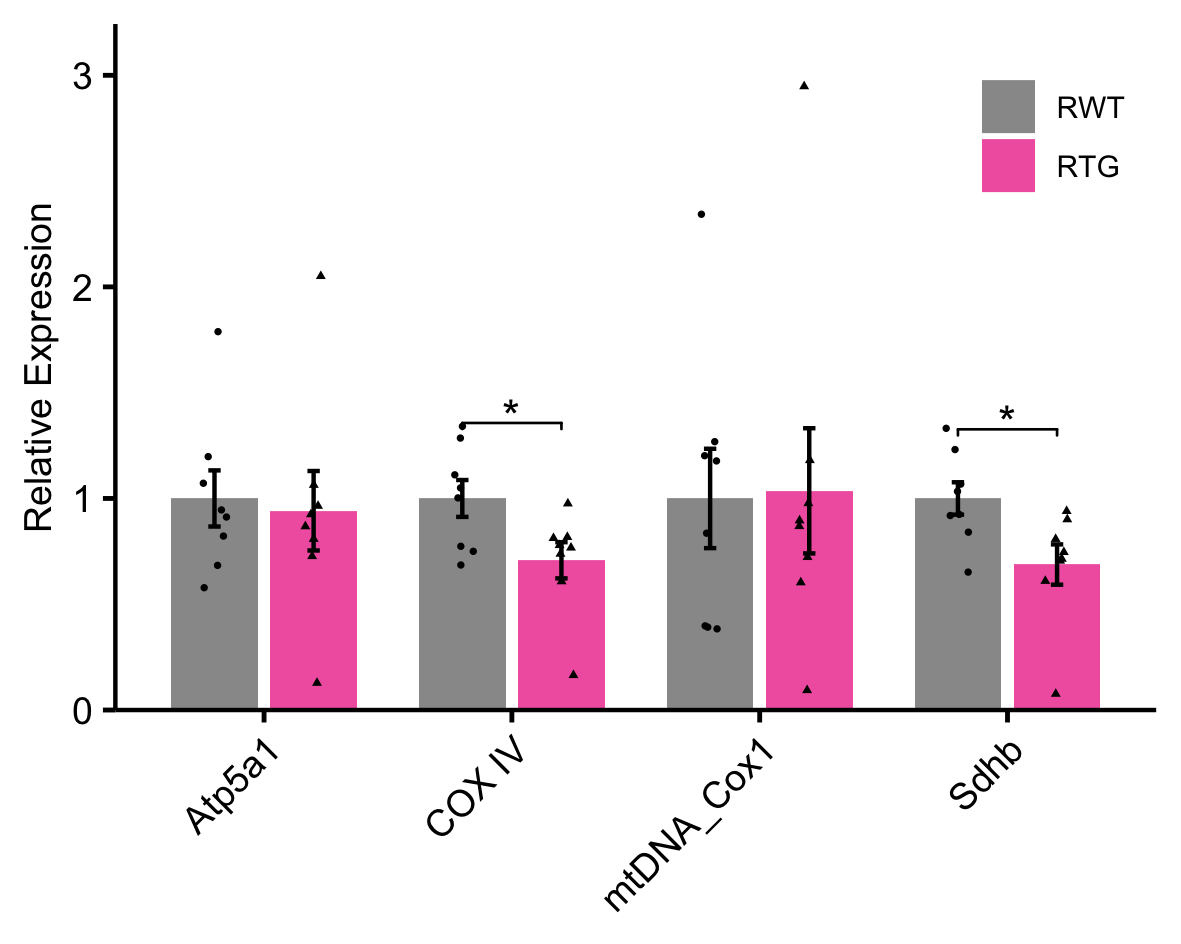 3
2
1
0
Relative Expression
RWT
RTG
*
*
Atp5a1
COX IV
mtDNA_Cox1
Sdhb